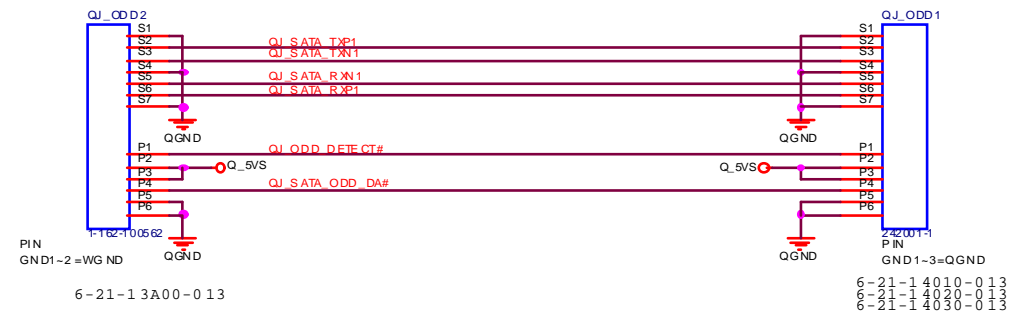 QJ_ODD2
QJ_ODD1
S1
S2
S3
S4
S5
S6
S7
QJ_SATA_TXP1
QJ_SATA_TXN1
QJ_SATA_RXN1
QJ_SATA_RXP1
S1
S2
S3
S4
S5
S6
S7
QGND
QGND
P1
P2
P3
P4
P5
P6
QJ_ODD_DETECT#
Q_5VS
Q_5VS
QJ_SATA_ODD_DA#
P1
P2
P3
P4
P5
P6
QGND
QGND
1-162-100562
PIN
GND1~2=WGND
6-21-13A00-013
242001-1
PIN
GND1~3=QGND
6-21-14010-013
6-21-14020-013
6-21-14030-013